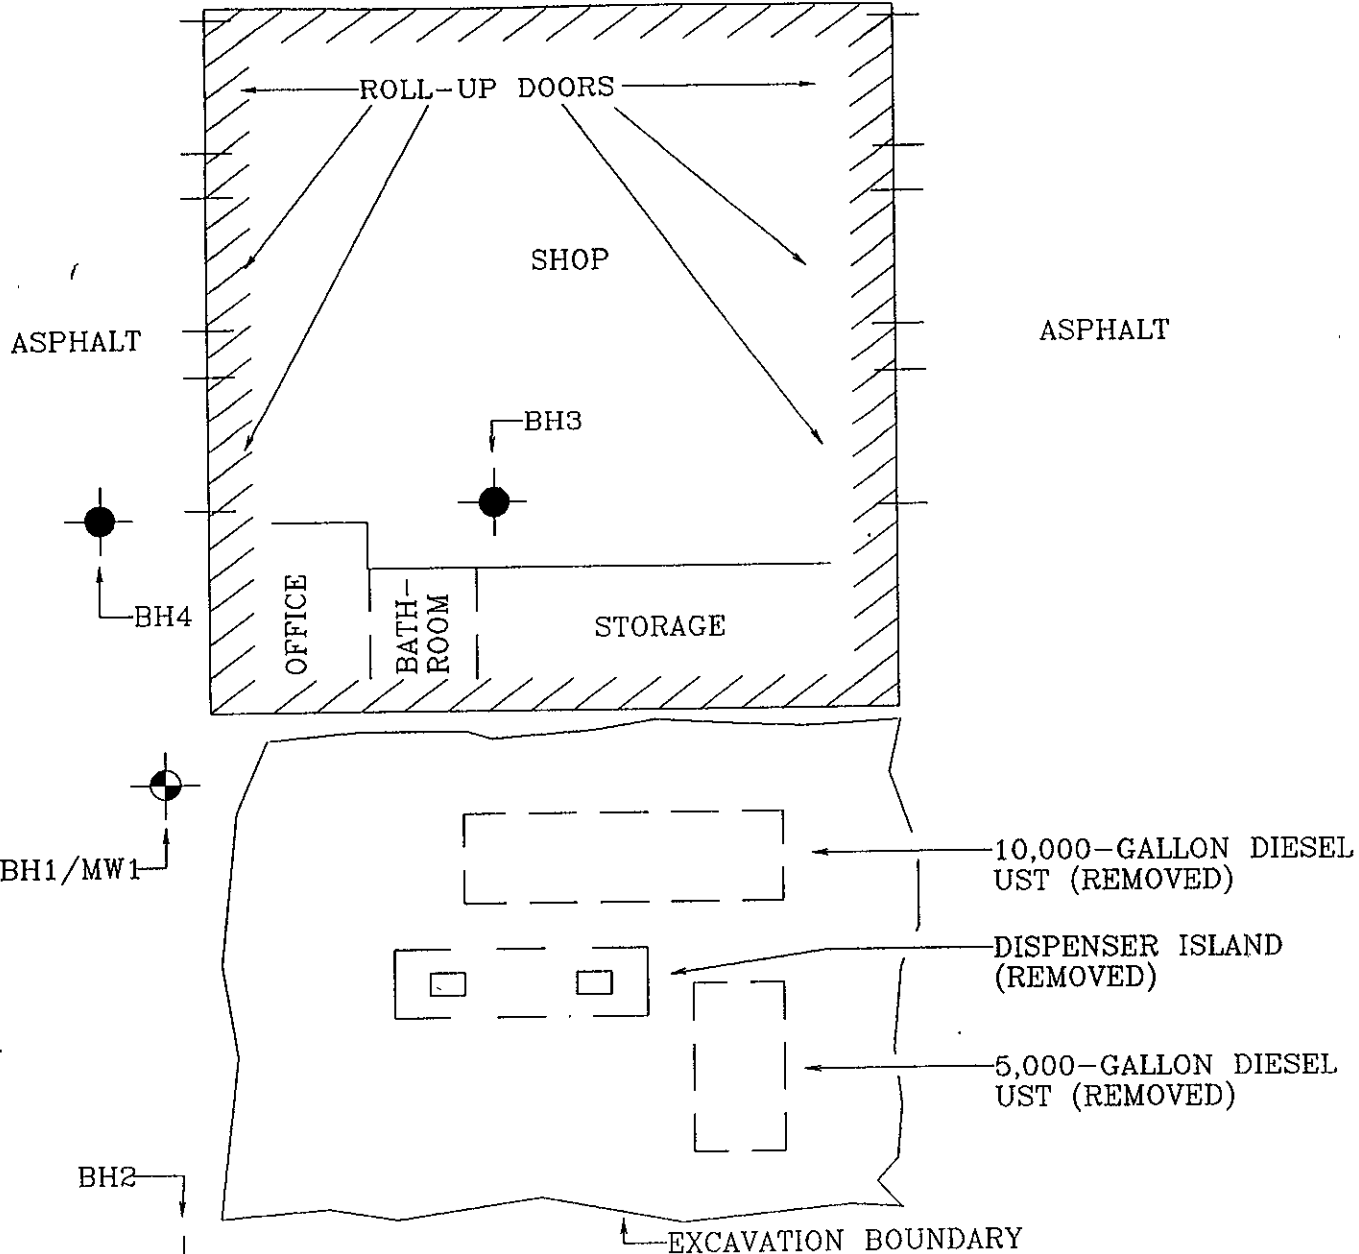 ROLL-UP DOORS
SHOP
ASPHALT
ASPHALT
BH3
BH4
OFFICE
BATH-
ROOM
STORAGE
BH1/MW1
10,000-GALLON DIESEL
UST (REMOVED)
DISPENSER ISLAND
(REMOVED)
5,000-GALLON DIESEL
UST (REMOVED)
BH2
EXCAVATION BOUNDARY